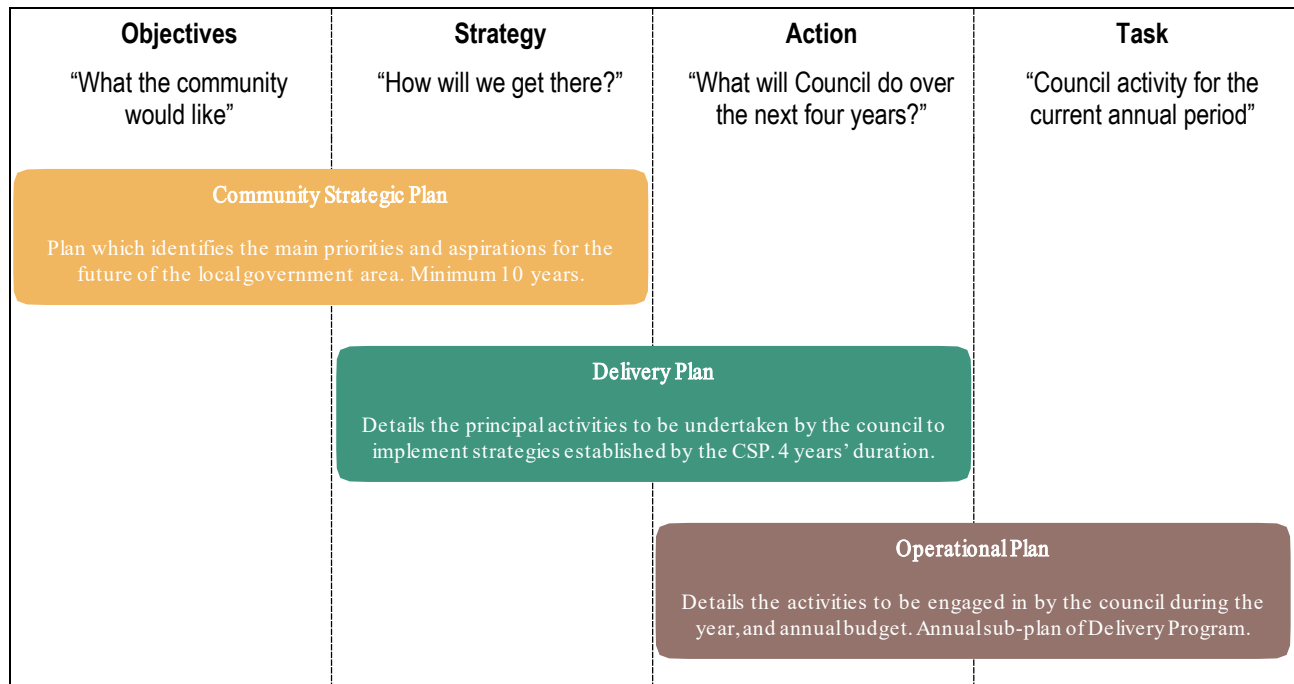 Objectives
“What the community
would like”
Strategy
“How will we get there?”
Action
“What will Council do over
the next four years?”
Task
“Council activity for the
current annual period”
Community Strategic Plan
Plan which identifies the main priorities and aspirations for the
future of the local government area. Minimum 10 years.
Delivery Plan
Details the principal activities to be undertaken by the council to
implement strategies established by the CSP. 4 years’ duration.
Operational Plan
Details the activities to be engaged in by the council during the
year, and annual budget. Annual sub-plan of Delivery Program.